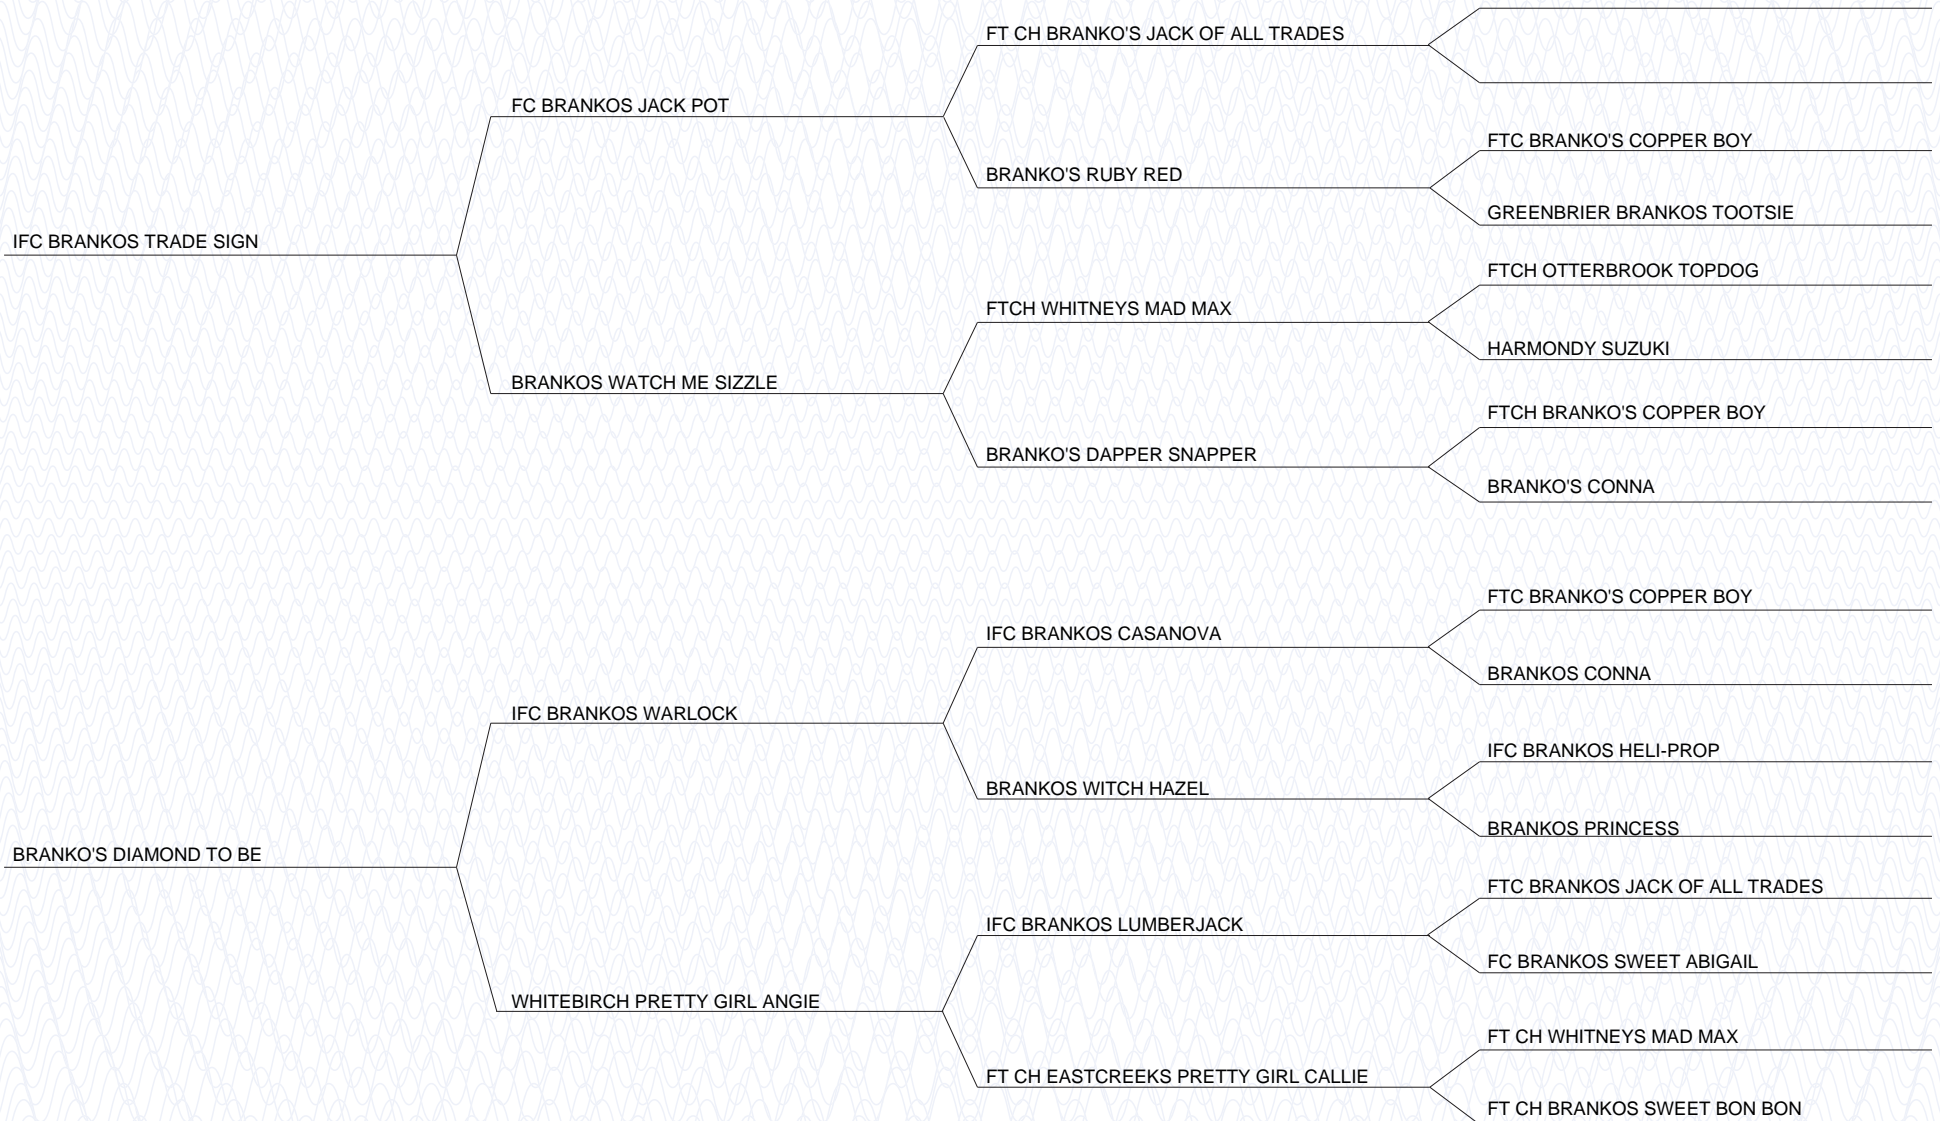 FT CH BRANKO'S JACK OF ALL TRADES
FC BRANKOS JACK POT
FTC BRANKO'S COPPER BOY
BRANKO'S RUBY RED
GREENBRIER BRANKOS TOOTSIE
IFC BRANKOS TRADE SIGN
FTCH OTTERBROOK TOPDOG
FTCH WHITNEYS MAD MAX
HARMONDY SUZUKI
BRANKOS WATCH ME SIZZLE
FTCH BRANKO'S COPPER BOY
BRANKO'S DAPPER SNAPPER
BRANKO'S CONNA
FTC BRANKO'S COPPER BOY
IFC BRANKOS CASANOVA
BRANKOS CONNA
IFC BRANKOS WARLOCK
IFC BRANKOS HELI-PROP
BRANKOS WITCH HAZEL
BRANKOS PRINCESS
BRANKO'S DIAMOND TO BE
FTC BRANKOS JACK OF ALL TRADES
IFC BRANKOS LUMBERJACK
FC BRANKOS SWEET ABIGAIL
WHITEBIRCH PRETTY GIRL ANGIE
FT CH WHITNEYS MAD MAX
FT CH EASTCREEKS PRETTY GIRL CALLIE
FT CH BRANKOS SWEET BON BON